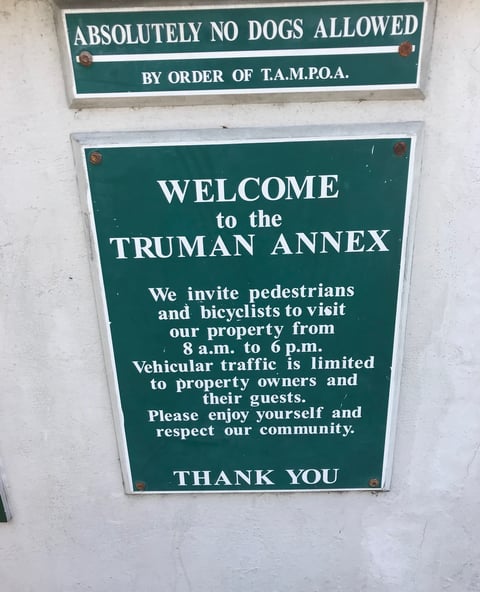 ABSOLUTELY NO DOGS ALLOWED
BY ORDER OF T.A.M.P.O.A.
WELCOME
to the
TRUMAN ANNEX
We invite pedestrians
and bicyclists to visit
our property from
8 a.m. to 6 p.m.
Vehicular traffic is limited
to property owners and
their guests.
Please enjoy yourself and
respect our community.
THANK YOU